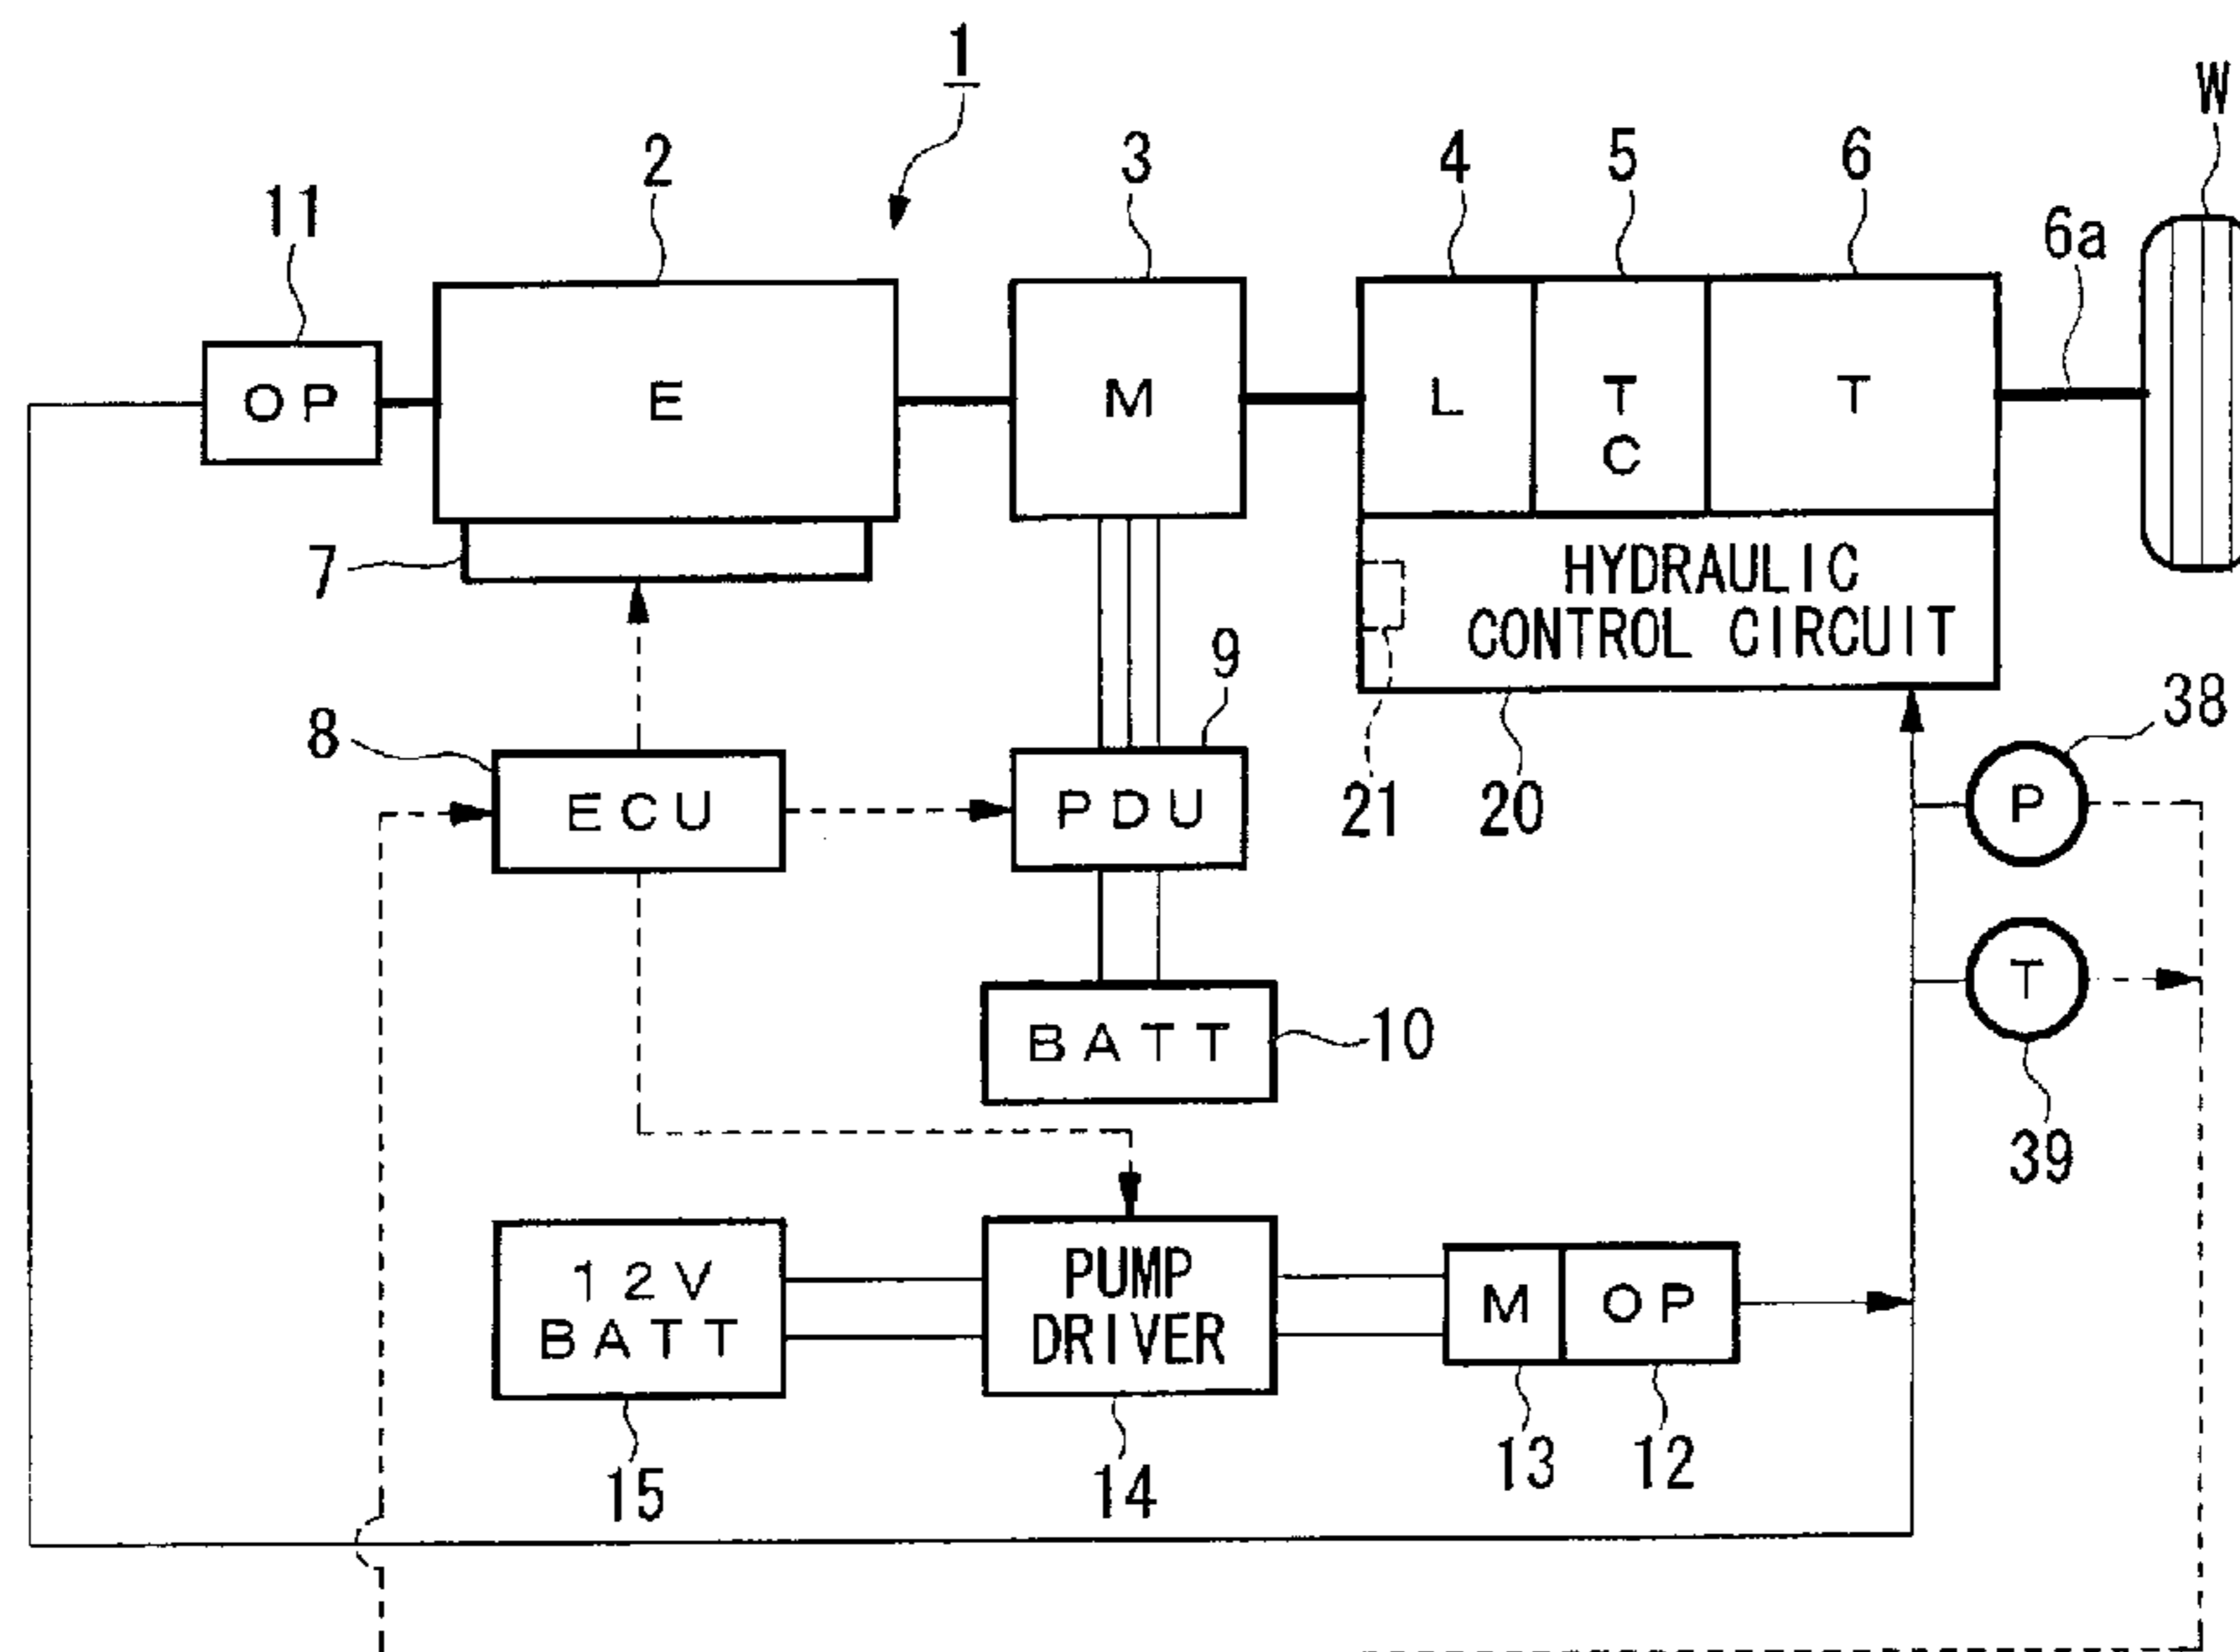 1
W
2
3
4
5
6
6a
11
OP
E
M
L
T
C
T
7
HYDRAULIC
CONTROL CIRCUIT
9
38
8
ECU
PDU
21
20
P
T
BATT
10
39
12V
BATT
PUMP
DRIVER
M
OP
15
14
13
12